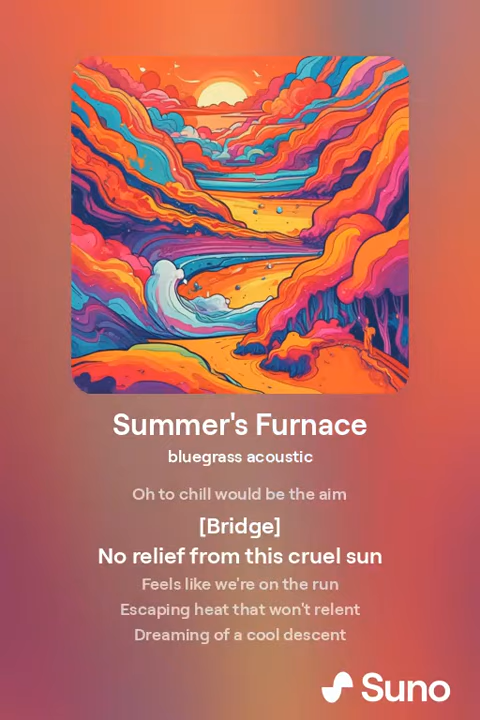 Summer's Furnace
bluegrass acoustic
Oh to chill would be the aim
[Bridge]
No relief from this cruel sun
Feels like we're on the run
Escaping heat that won't relent
Dreaming of a cool descent
Suno